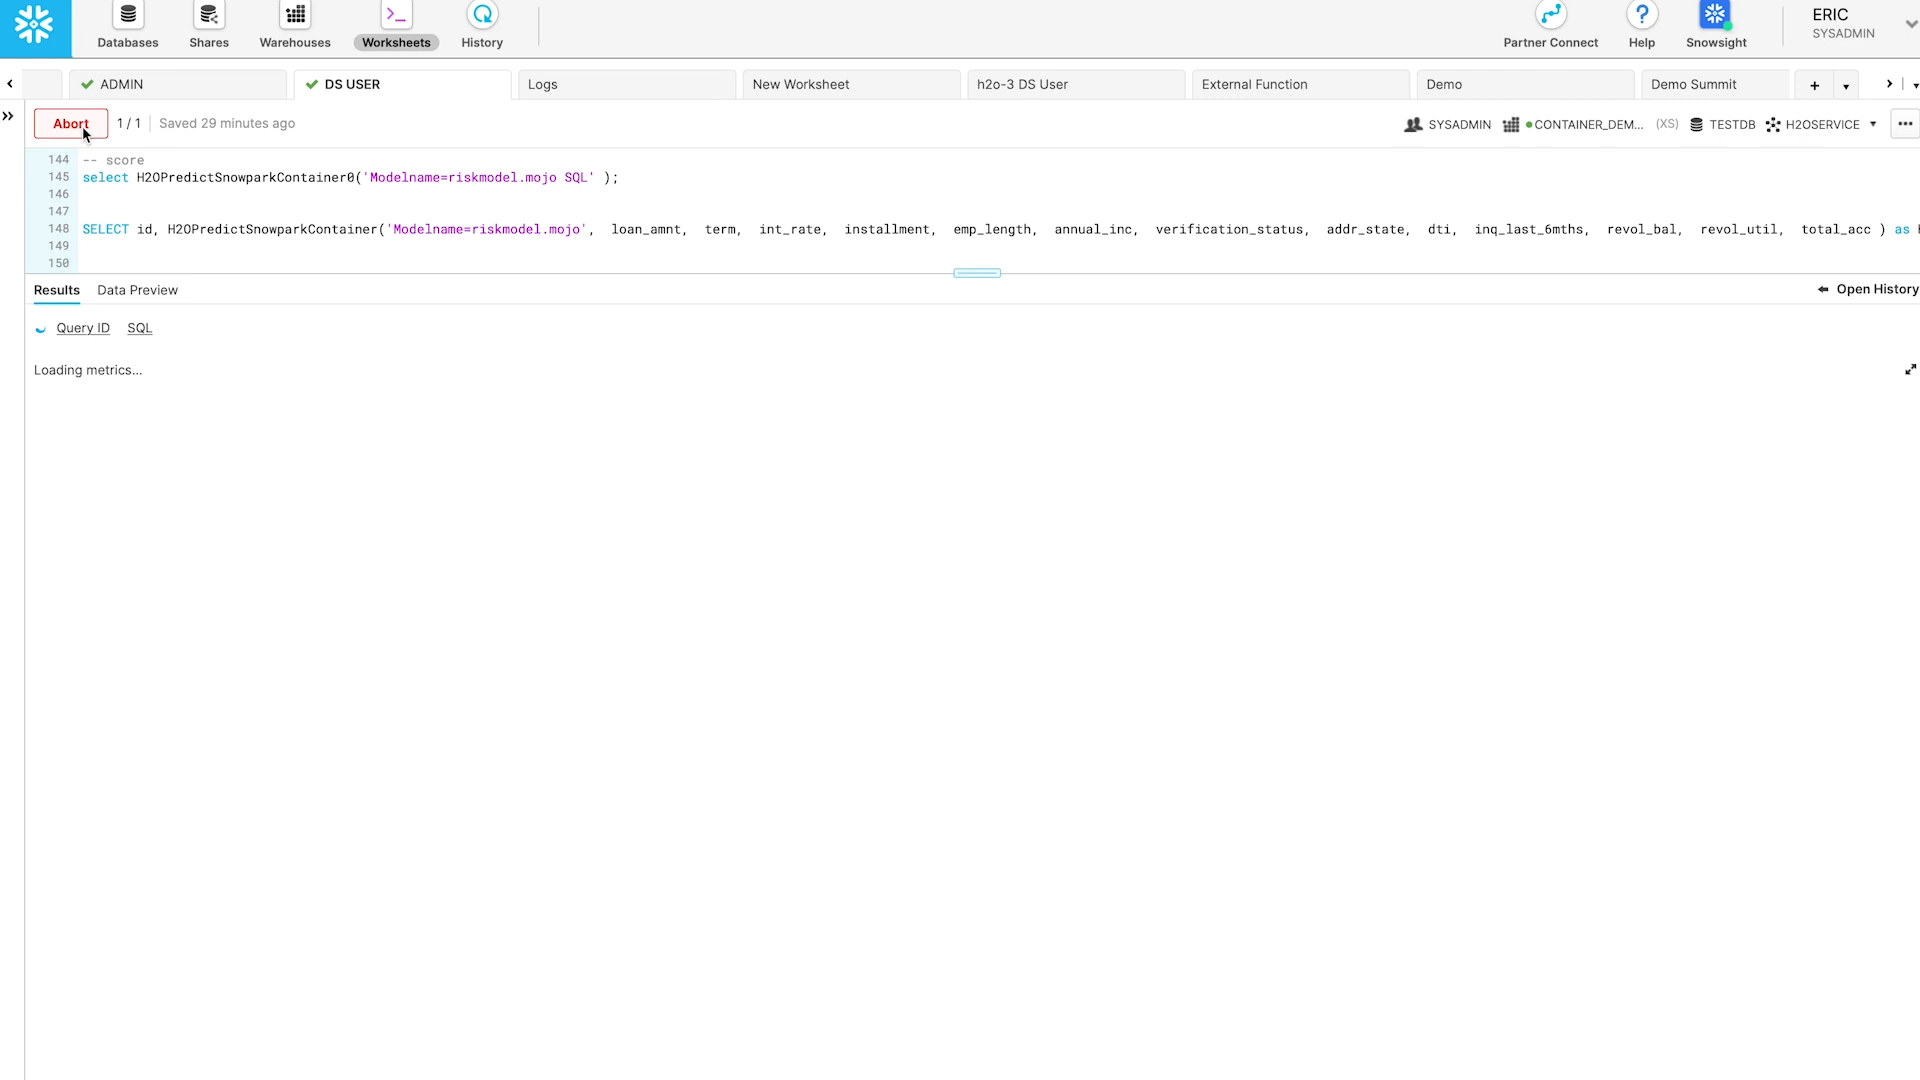 Databases
Shares
Warehouses
Worksheets
History
Partner Connect
Help
Snowsight
ERIC
SYSADMIN
ADMIN
DS USER
Logs
New Worksheet
h2o-3 DS User
External Function
Demo
Demo Summit
Abort
1 / 1
Saved 29 minutes ago
SYSADMIN
CONTAINER_DEM...
(XS)
TESTDB
H2OSERVICE
144 -- score
145 select H2OPredictSnowparkContainer0('Modelname=riskmodel.mojo SQL' );
146
147
148 SELECT id, H2OPredictSnowparkContainer('Modelname=riskmodel.mojo', loan_amnt, term, int_rate, installment, emp_length, annual_inc, verification_status, addr_state, dti, inq_last_6mths, revol_bal, revol_util, total_acc ) as
149
150
Results
Data Preview
Open History
Query ID
SQL
Loading metrics...